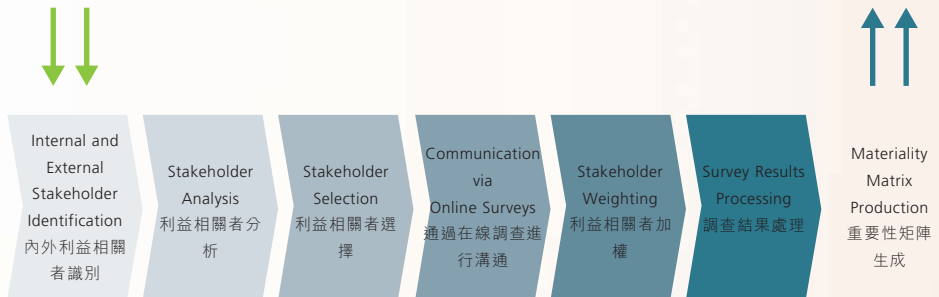 Internal and
External
Stakeholder
Identification
內外利益相關
者識別
Stakeholder
Analysis
利益相關者分
析
Stakeholder
Selection
利益相關者選
擇
Communication
via
Online Surveys
通過在線調查進
行溝通
Stakeholder
Weighting
利益相關者加
權
Survey Results
Processing
調查結果處理
Materiality
Matrix
Production
重要性矩陣
生成